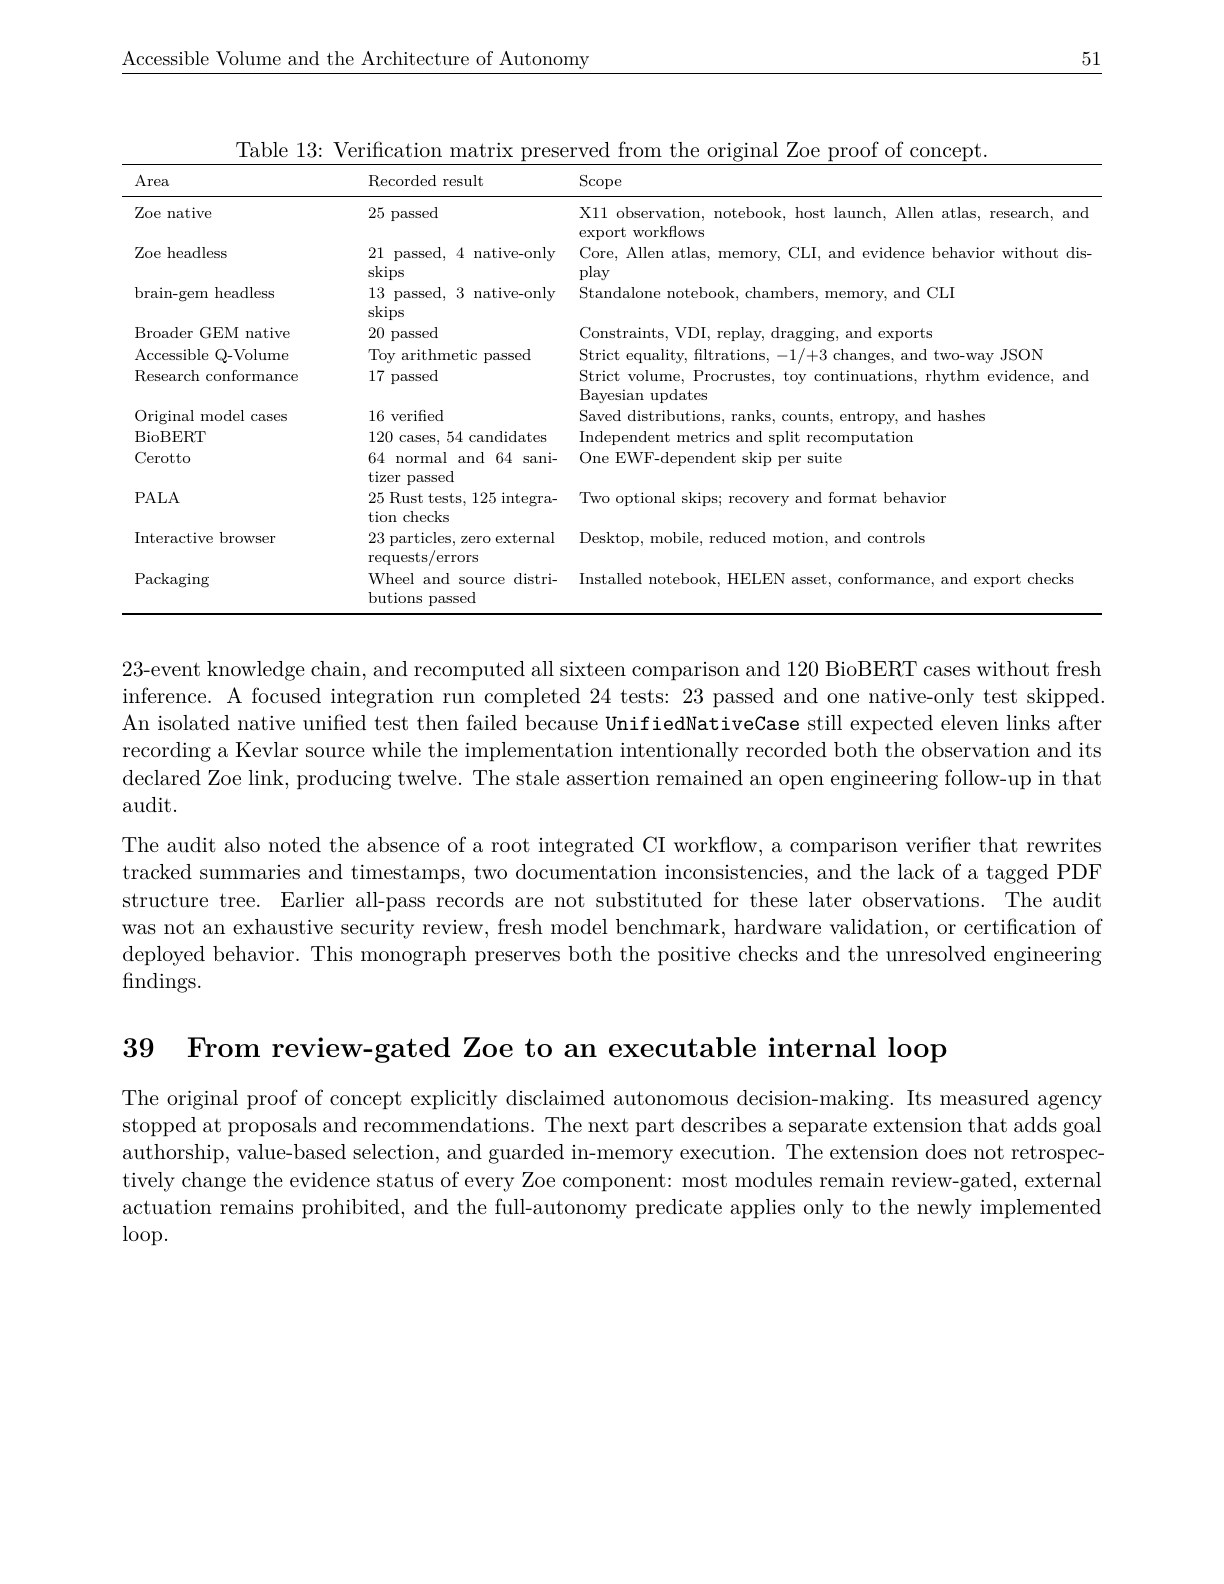 Accessible Volume and the Architecture of Autonomy 51
Table 13: Verification matrix preserved from the original Zoe proof of concept.
Area Recorded result Scope
Zoe native 25 passed X11 observation, notebook, host launch, Allen atlas, research, and
export workflows
Zoe headless 21 passed, 4 native-only Core, Allen atlas, memory, CLI, and evidence behavior without dis-
skips play
brain-gem headless 13 passed, 3 native-only Standalone notebook, chambers, memory, and CLI
skips
Broader GEM native 20 passed Constraints, VDI, replay, dragging, and exports
Accessible Q-Volume Toy arithmetic passed Strict equality, filtrations, −1/+3 changes, and two-way JSON
Research conformance 17 passed Strict volume, Procrustes, toy continuations, rhythm evidence, and
Bayesian updates
Original model cases 16 verified Saved distributions, ranks, counts, entropy, and hashes
BioBERT 120 cases, 54 candidates Independent metrics and split recomputation
Cerotto 64 normal and 64 sani- One EWF-dependent skip per suite
tizer passed
PALA 25 Rust tests, 125 integra- Two optional skips; recovery and format behavior
tion checks
Interactive browser 23 particles, zero external Desktop, mobile, reduced motion, and controls
requests/errors
Packaging Wheel and source distri- Installed notebook, HELEN asset, conformance, and export checks
butions passed
23-event knowledge chain, and recomputed all sixteen comparison and 120 BioBERT cases without fresh
inference. A focused integration run completed 24 tests: 23 passed and one native-only test skipped.
An isolated native unified test then failed because UnifiedNativeCase still expected eleven links after
recording a Kevlar source while the implementation intentionally recorded both the observation and its
declared Zoe link, producing twelve. The stale assertion remained an open engineering follow-up in that
audit.
The audit also noted the absence of a root integrated CI workflow, a comparison verifier that rewrites
tracked summaries and timestamps, two documentation inconsistencies, and the lack of a tagged PDF
structure tree. Earlier all-pass records are not substituted for these later observations. The audit
was not an exhaustive security review, fresh model benchmark, hardware validation, or certification of
deployed behavior. This monograph preserves both the positive checks and the unresolved engineering
findings.
39 From review-gated Zoe to an executable internal loop
The original proof of concept explicitly disclaimed autonomous decision-making. Its measured agency
stopped at proposals and recommendations. The next part describes a separate extension that adds goal
authorship, value-based selection, and guarded in-memory execution. The extension does not retrospec-
tively change the evidence status of every Zoe component: most modules remain review-gated, external
actuation remains prohibited, and the full-autonomy predicate applies only to the newly implemented
loop.